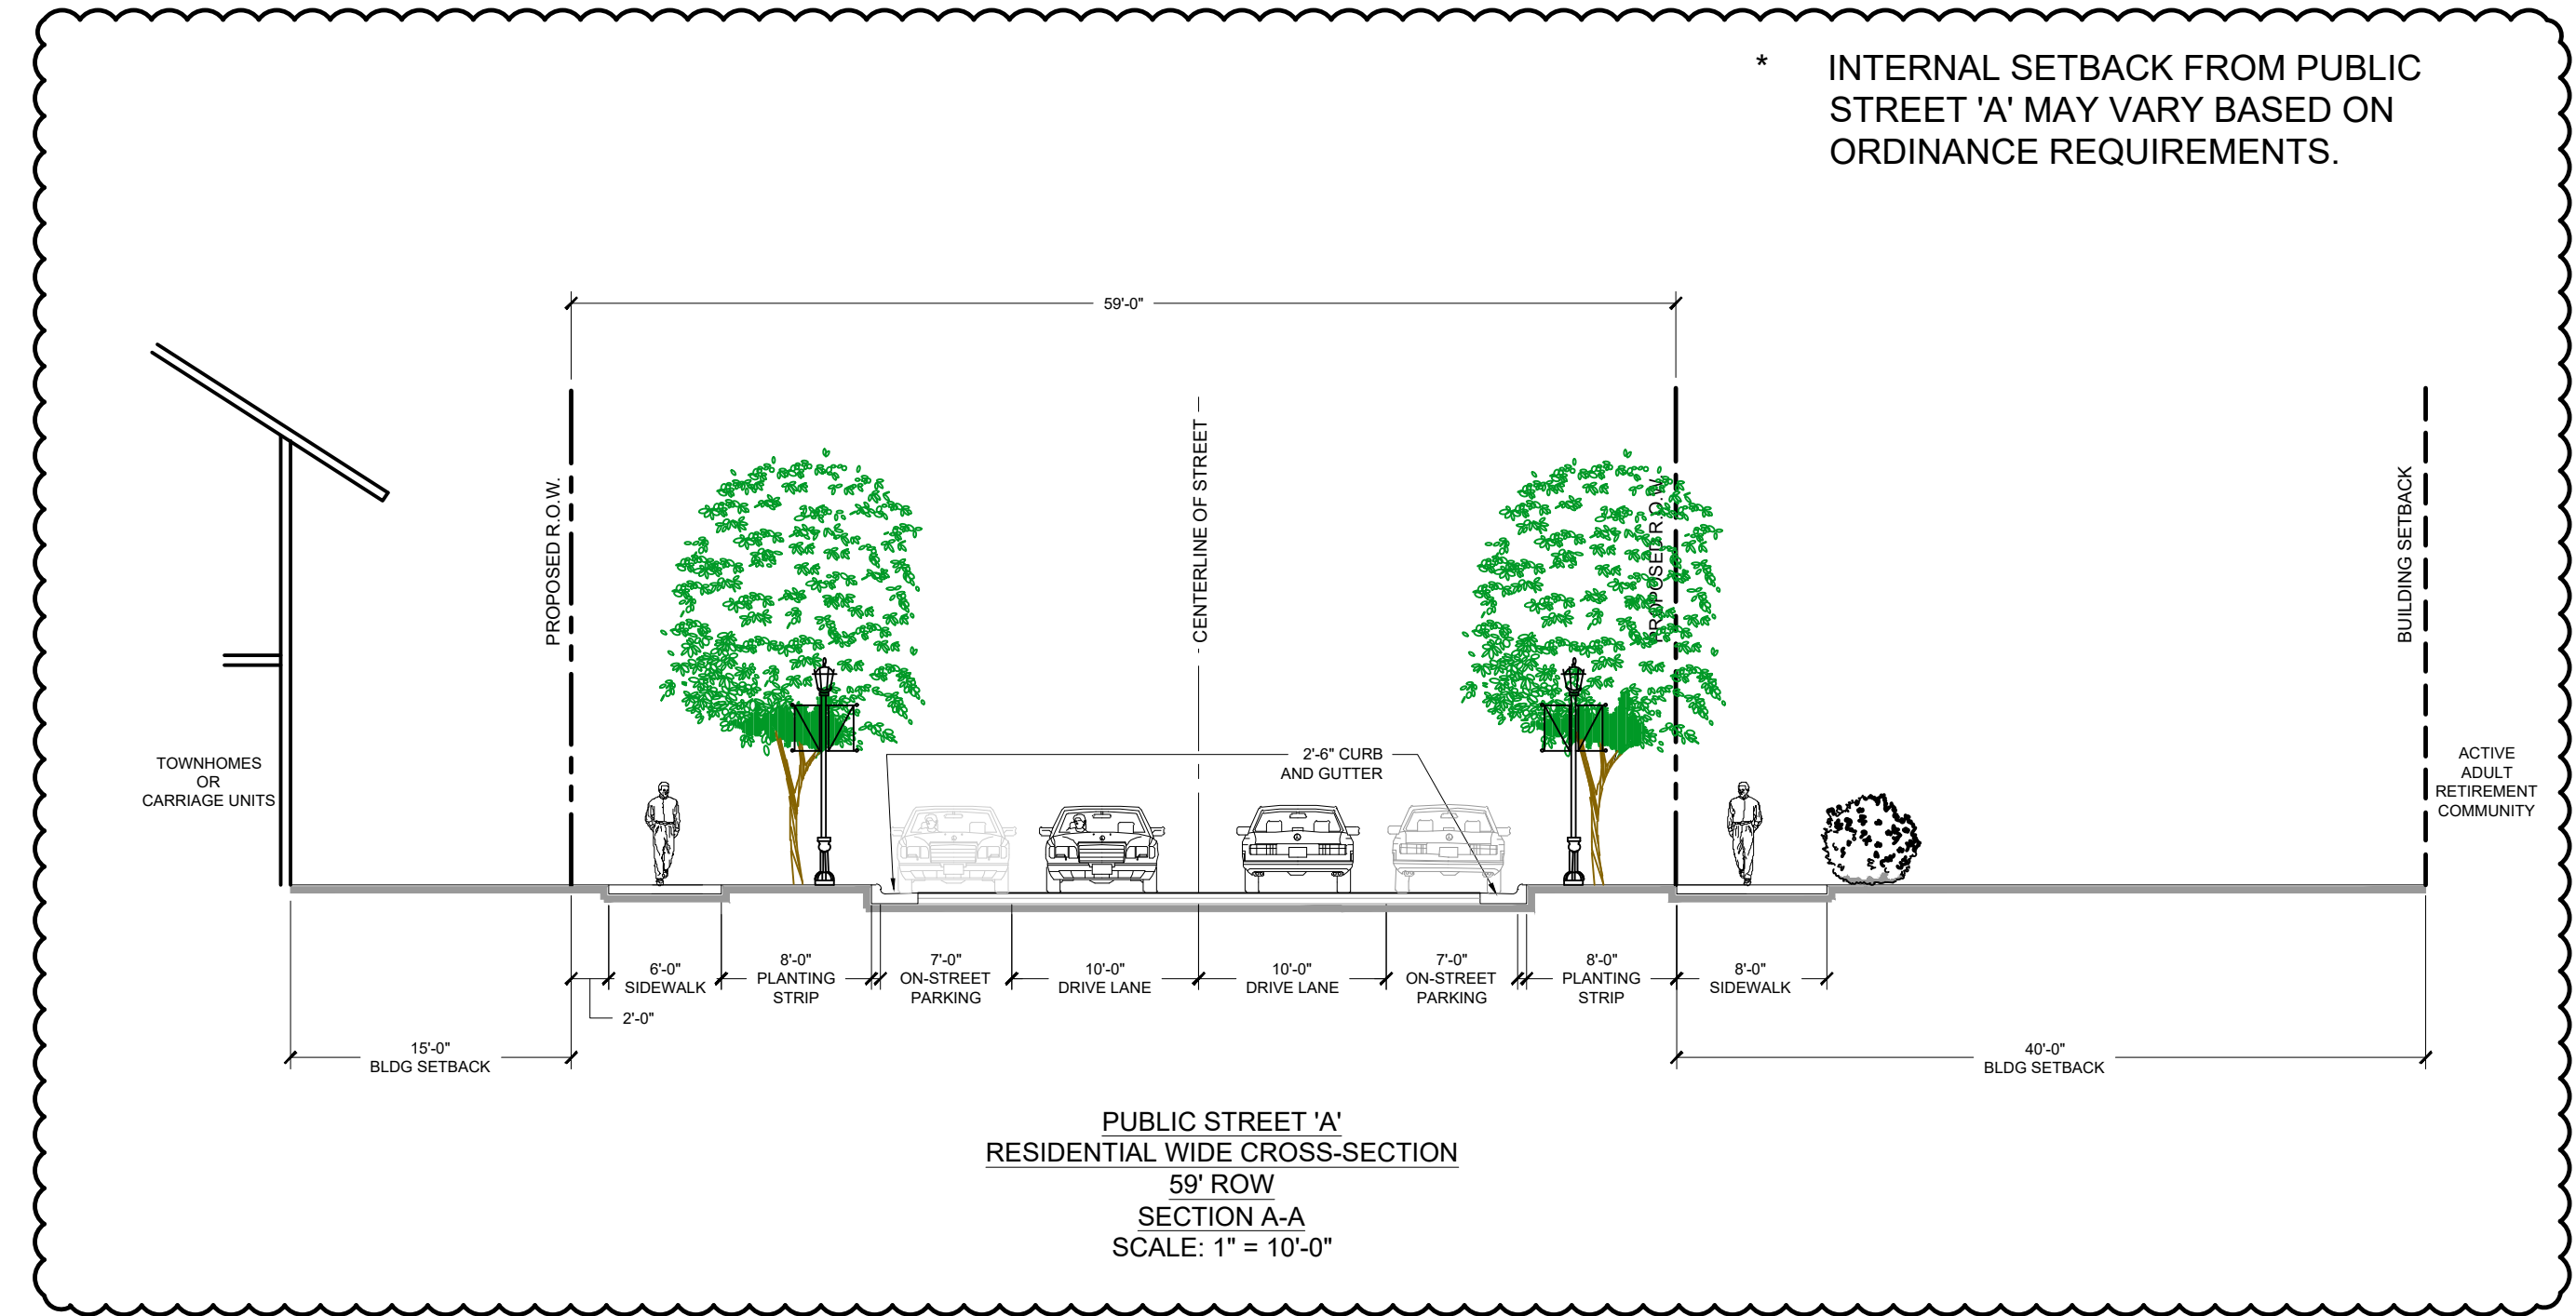 * INTERNAL SETBACK FROM PUBLIC
STREET 'A' MAY VARY BASED ON
ORDINANCE REQUIREMENTS.
59'-0"
PROPOSED R.O.W.
CENTERLINE OF STREET
PROPOSED R.O.W.
BUILDING SETBACK
TOWNHOMES
OR
CARRIAGE UNITS
2'-6" CURB
AND GUTTER
ACTIVE
ADULT
RETIREMENT
COMMUNITY
6'-0"
SIDEWALK
8'-0"
PLANTING
STRIP
7'-0"
ON-STREET
PARKING
10'-0"
DRIVE LANE
10'-0"
DRIVE LANE
7'-0"
ON-STREET
PARKING
8'-0"
PLANTING
STRIP
8'-0"
SIDEWALK
2'-0"
15'-0"
BLDG SETBACK
40'-0"
BLDG SETBACK
PUBLIC STREET 'A'
RESIDENTIAL WIDE CROSS-SECTION
59' ROW
SECTION A-A
SCALE: 1" = 10'-0"